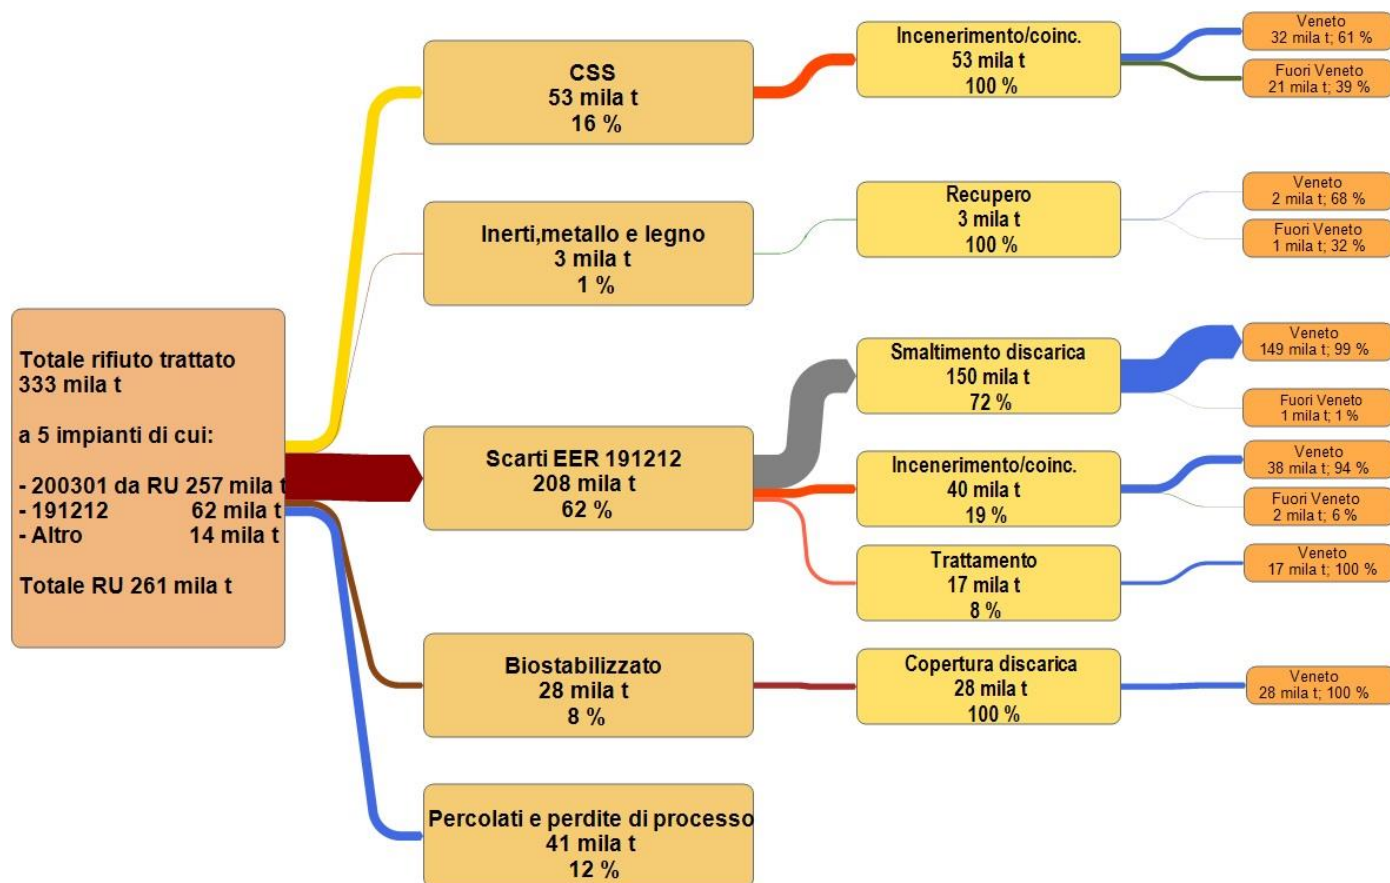 Totale rifiuto trattato
333 mila t
a 5 impianti di cui:
- 200301 da RU 257 mila t
- 191212 62 mila t
- Altro 14 mila t
Totale RU 261 mila t
CSS
53 mila t
16 %
Inerti,metallo e legno
3 mila t
1 %
Scarti EER 191212
208 mila t
62 %
Biostabilizzato
28 mila t
8 %
Percolati e perdite di processo
41 mila t
12 %
Incenerimento/coinc.
53 mila t
100 %
Recupero
3 mila t
100 %
Smaltimento discarica
150 mila t
72 %
Incenerimento/coinc.
40 mila t
19 %
Trattamento
17 mila t
8 %
Copertura discarica
28 mila t
100 %
Veneto
32 mila t; 61 %
Fuori Veneto
21 mila t; 39 %
Veneto
2 mila t; 68 %
Fuori Veneto
1 mila t; 32 %
Veneto
149 mila t; 99 %
Fuori Veneto
1 mila t; 1 %
Veneto
38 mila t; 94 %
Fuori Veneto
2 mila t; 6 %
Veneto
17 mila t; 100 %
Veneto
28 mila t; 100 %